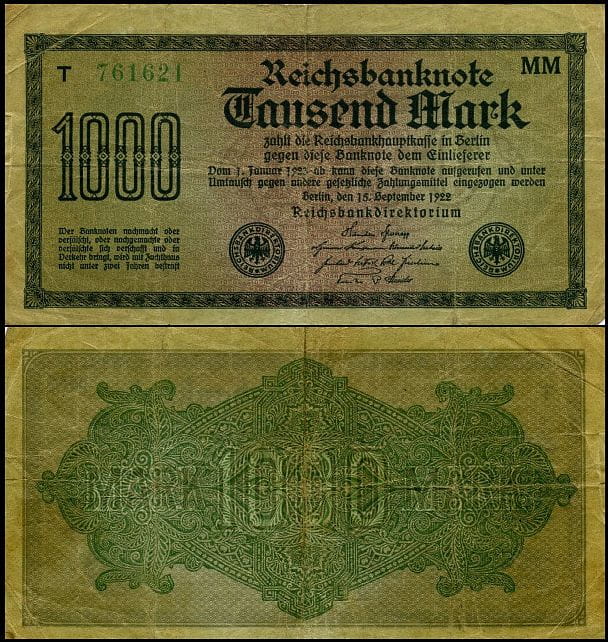 T 761621
MM
Reichsbanknote
Tausend Mark
1000
zahlt die Reichsbankhauptkasse in Berlin
gegen diese Banknote dem Einlieferer
Vom 1. Januar 1923 ab kann diese Banknote aufgerufen und unter
Umtausch gegen andere gesetzliche Zahlungsmittel eingezogen werden
Berlin, den 15. September 1922
Reichsbankdirektorium
Wer Banknoten nachmacht oder
verfälscht, oder nachgemachte oder
verfälschte sich verschafft und in
Verkehr bringt, wird mit Zuchthaus
nicht unter zwei Jahren bestraft
REICHSBANKDIREKTORIUM
REICHSBANKDIREKTORIUM
MARK 1000 MARK